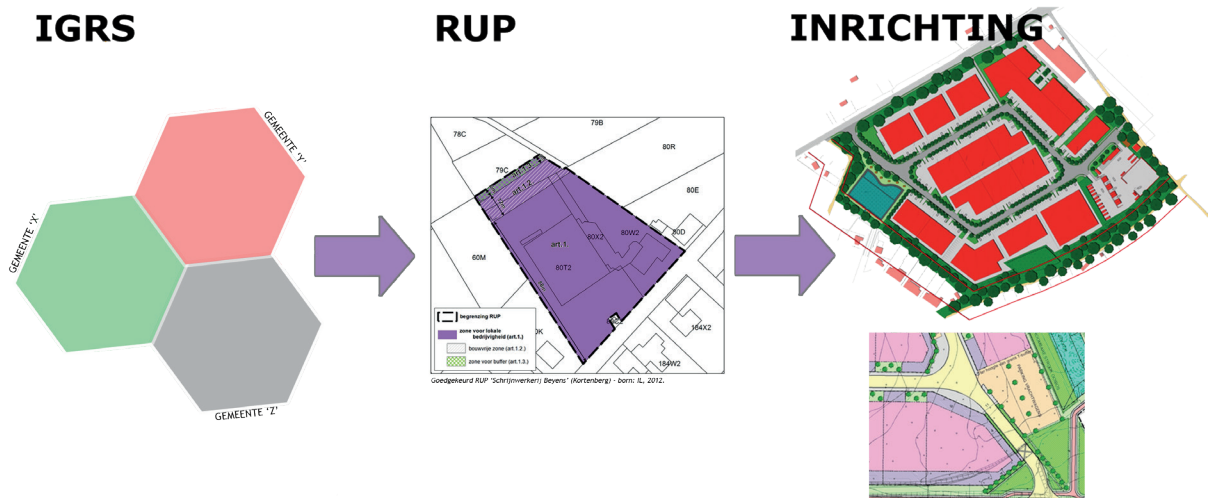 IGRS
RUP
INRICHTING
GEMEENTE 'X'
GEMEENTE 'Y'
GEMEENTE 'Z'
78C
79B
80R
79C
art.1.2
80E
80D
80W2
80X2
art.1.
60M
80T2
184X2
184W2
0K
begrenzing RUP
zone voor lokale
bedrijvigheid (art.1.)
bouwvrije zone (art.1.2.)
zone voor buffer (art.1.3.)
Goedgekeurd RUP 'Schrijnwerkerij Beyens' (Kortenberg) - bron: IL, 2012.